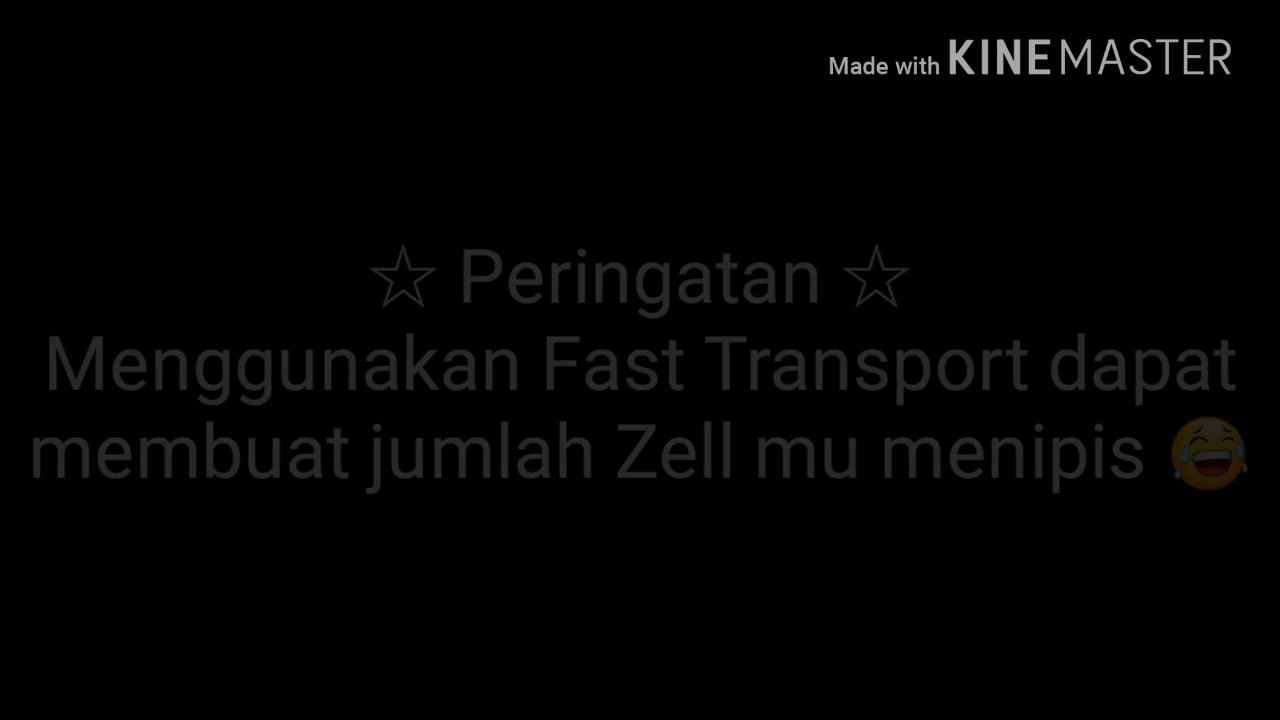 Made with KINEMASTER
☆ Peringatan ☆
Menggunakan Fast Transport dapat
membuat jumlah Zell mu menipis 😂